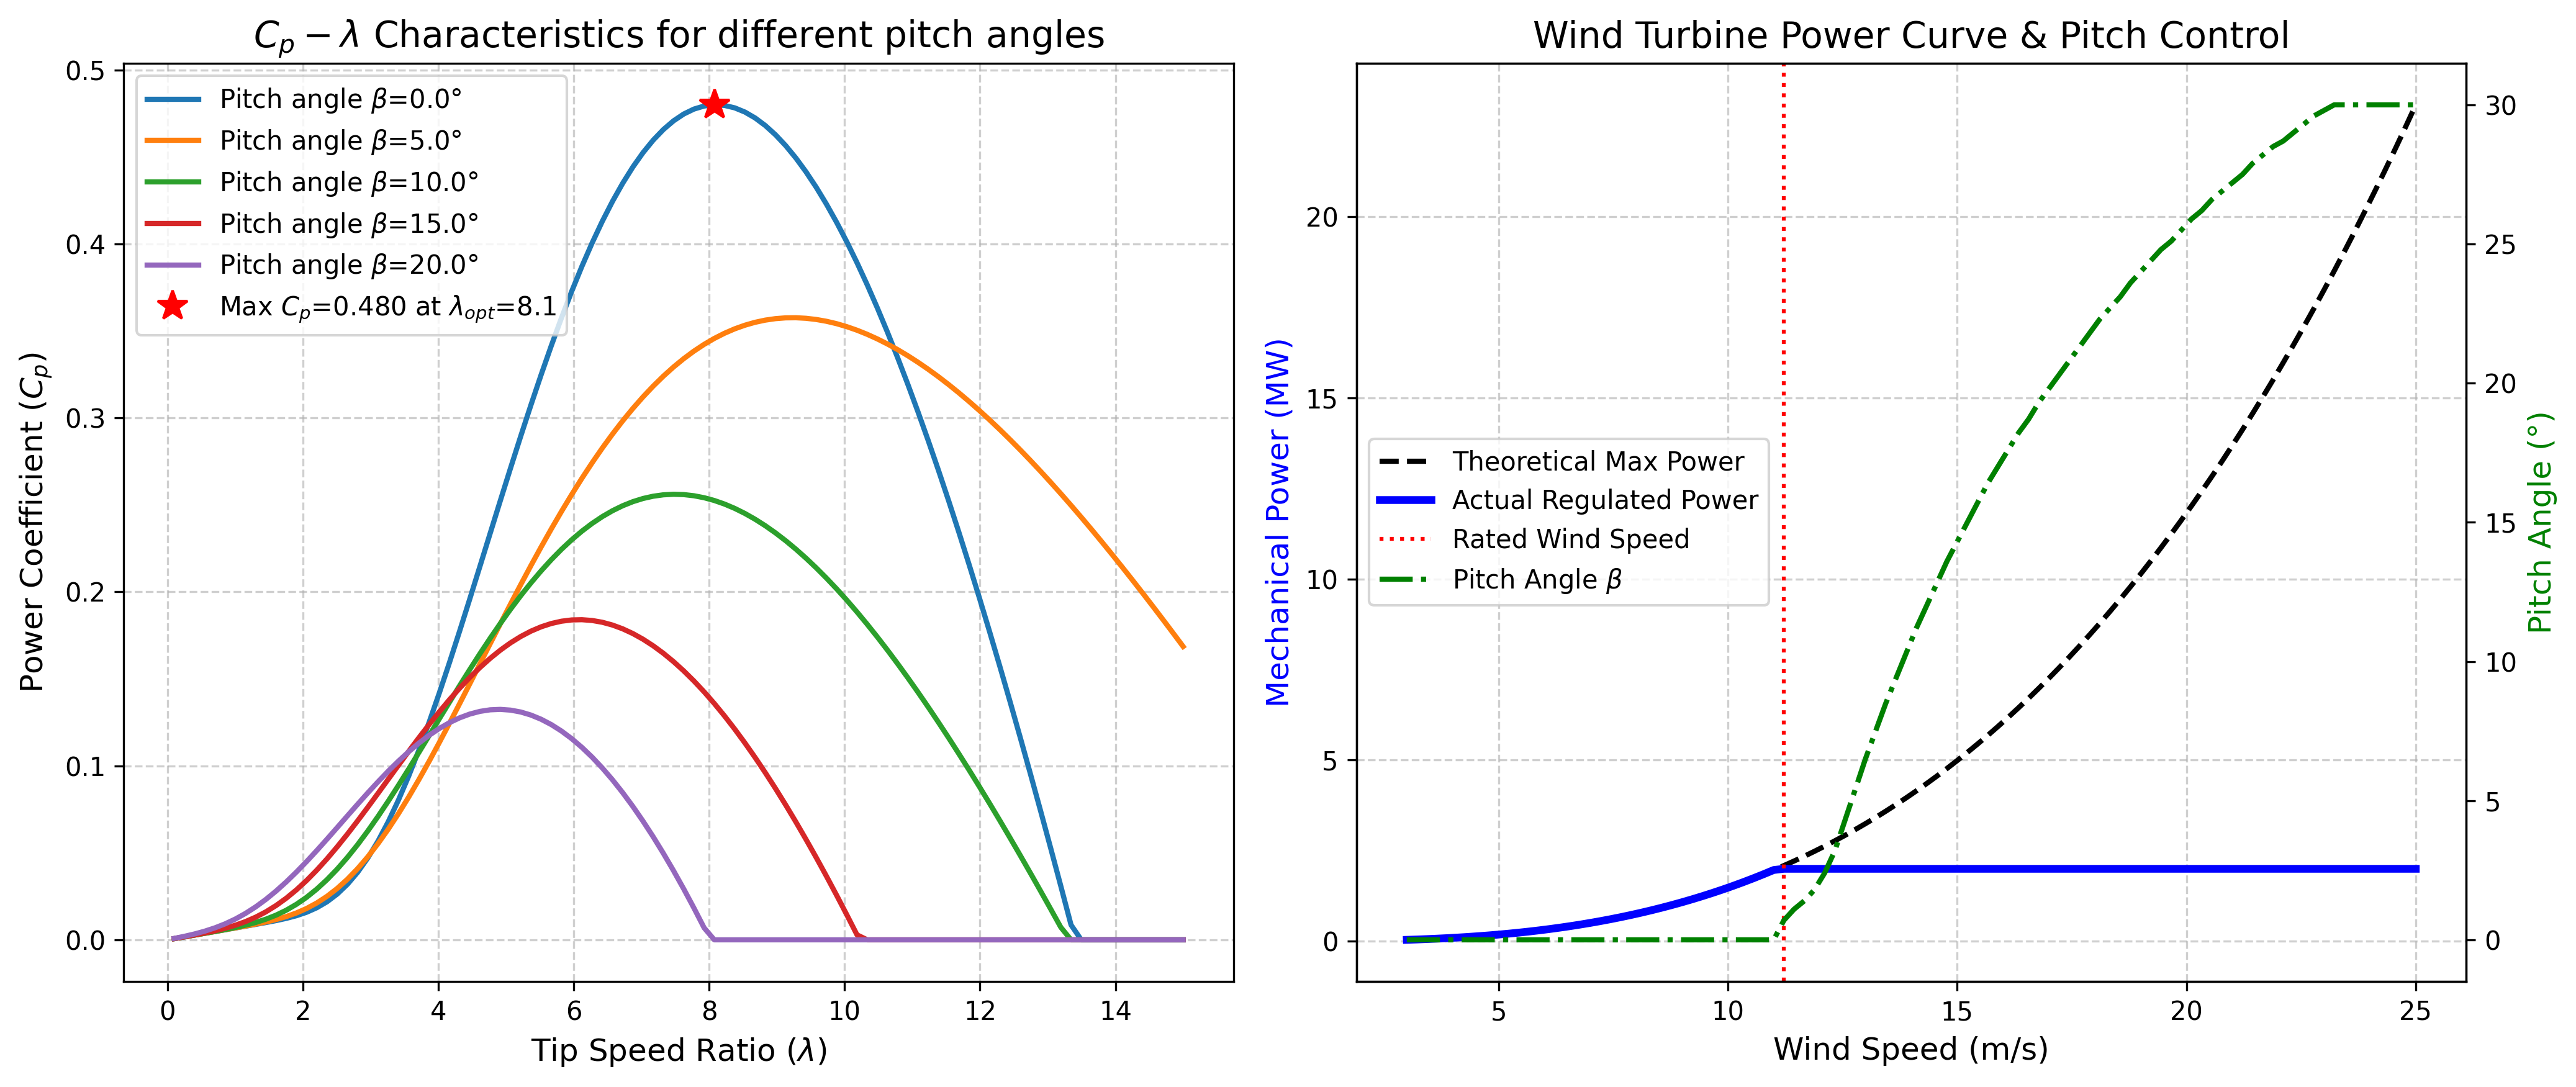 C_p − λ Characteristics for different pitch angles
Power Coefficient (C_p)
0.5
0.4
0.3
0.2
0.1
0.0
Pitch angle β=0.0°
Pitch angle β=5.0°
Pitch angle β=10.0°
Pitch angle β=15.0°
Pitch angle β=20.0°
Max C_p=0.480 at λ_opt=8.1
0 2 4 6 8 10 12 14
Tip Speed Ratio (λ)
Wind Turbine Power Curve & Pitch Control
Mechanical Power (MW)
20
15
10
5
0
Theoretical Max Power
Actual Regulated Power
Rated Wind Speed
Pitch Angle β
30
25
20
15
10
5
0
Pitch Angle (°)
5 10 15 20 25
Wind Speed (m/s)